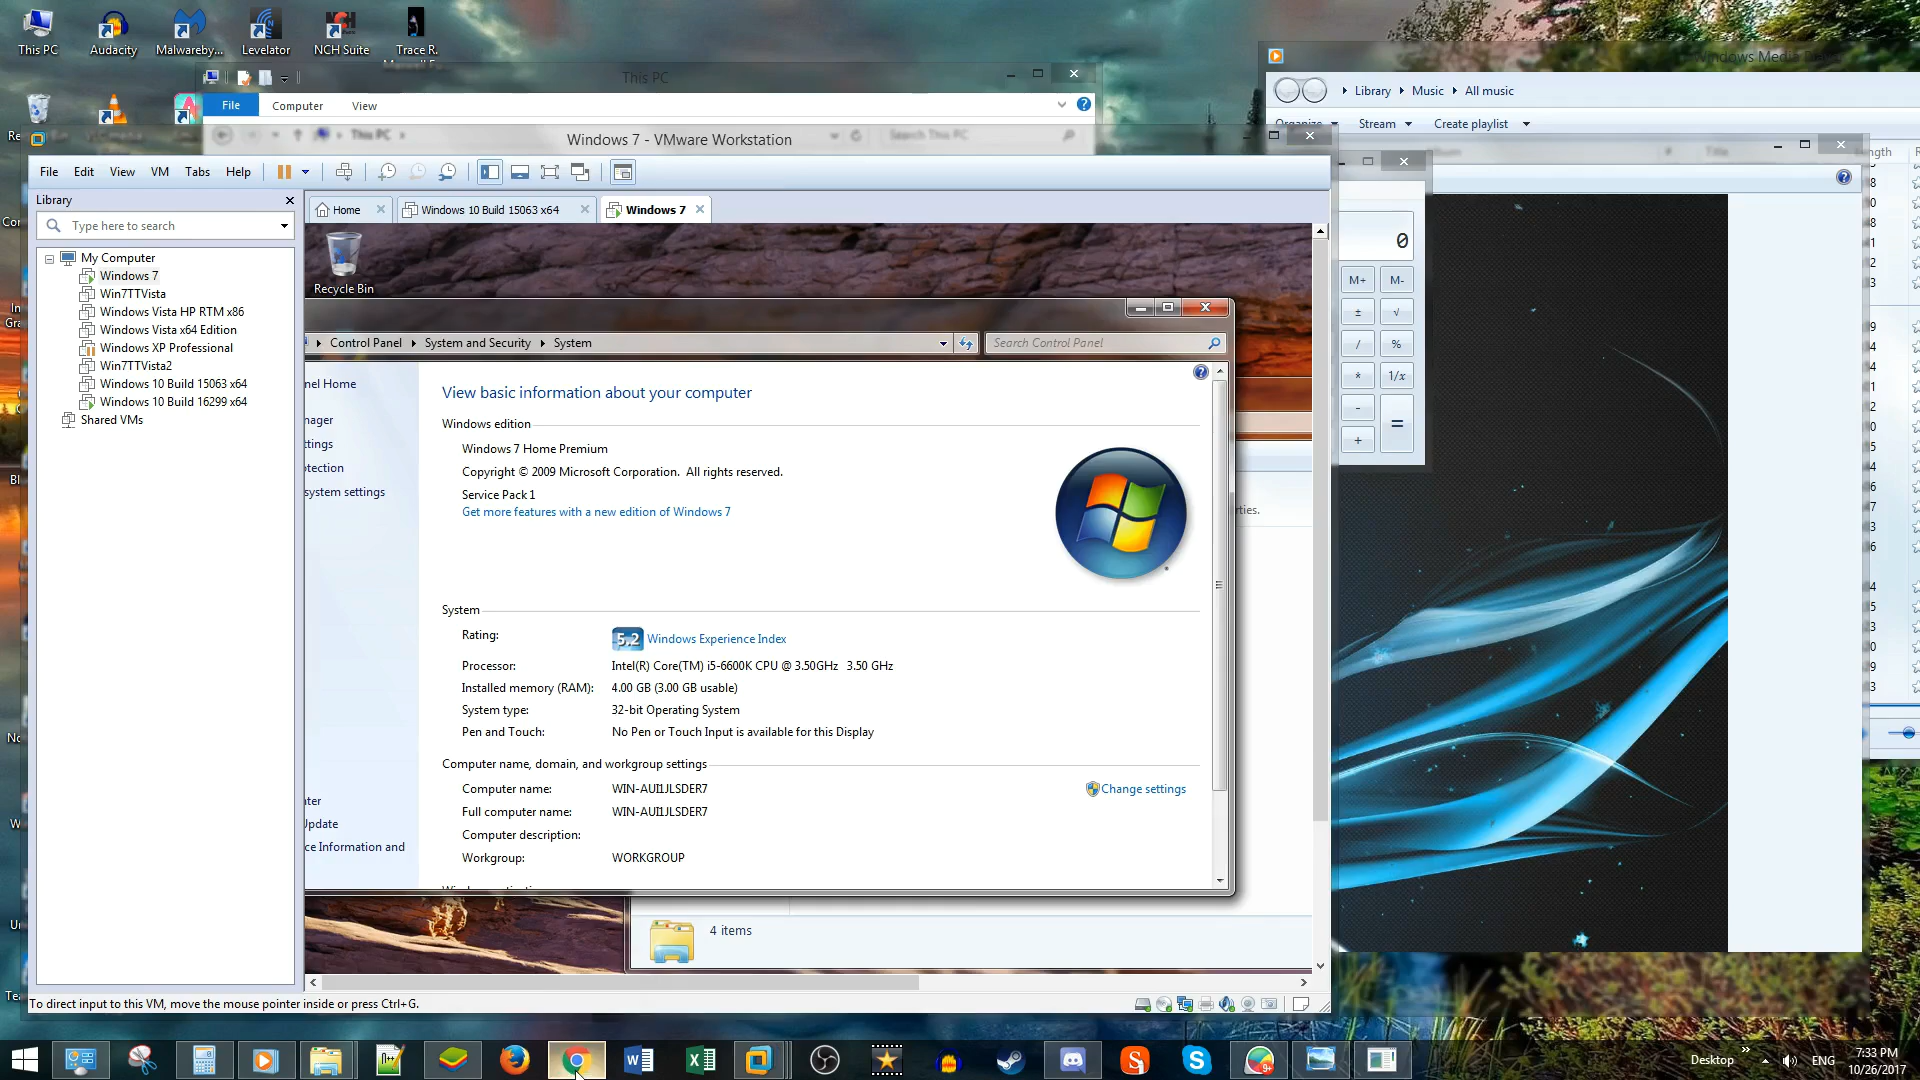 This PC
Audacity
Malwareby...
Levelator
NCH Suite
Trace R.
This PC
File
Computer
View
This PC
Search This PC
Windows 7 - VMware Workstation
File
Edit
View
VM
Tabs
Help
Library
Type here to search
My Computer
Windows 7
Win7TTVista
Windows Vista HP RTM x86
Windows Vista x64 Edition
Windows XP Professional
Win7TTVista2
Windows 10 Build 15063 x64
Windows 10 Build 16299 x64
Shared VMs
Home
Windows 10 Build 15063 x64
Windows 7
Recycle Bin
Control Panel
System and Security
System
Search Control Panel
nel Home
nager
ttings
otection
system settings
ter
Update
ce Information and
View basic information about your computer
Windows edition
Windows 7 Home Premium
Copyright © 2009 Microsoft Corporation. All rights reserved.
Service Pack 1
Get more features with a new edition of Windows 7
System
Rating:
5.2
Windows Experience Index
Processor:
Intel(R) Core(TM) i5-6600K CPU @ 3.50GHz 3.50 GHz
Installed memory (RAM):
4.00 GB (3.00 GB usable)
System type:
32-bit Operating System
Pen and Touch:
No Pen or Touch Input is available for this Display
Computer name, domain, and workgroup settings
Computer name:
WIN-AUI1JLSDER7
Change settings
Full computer name:
WIN-AUI1JLSDER7
Computer description:
Workgroup:
WORKGROUP
rties.
4 items
To direct input to this VM, move the mouse pointer inside or press Ctrl+G.
Windows Media
Library
Music
All music
Organize
Stream
Create playlist
Title
ngth
0
M+
M-
±
√
/
%
*
1/x
-
=
+
Desktop
ENG
7:33 PM
10/26/2017